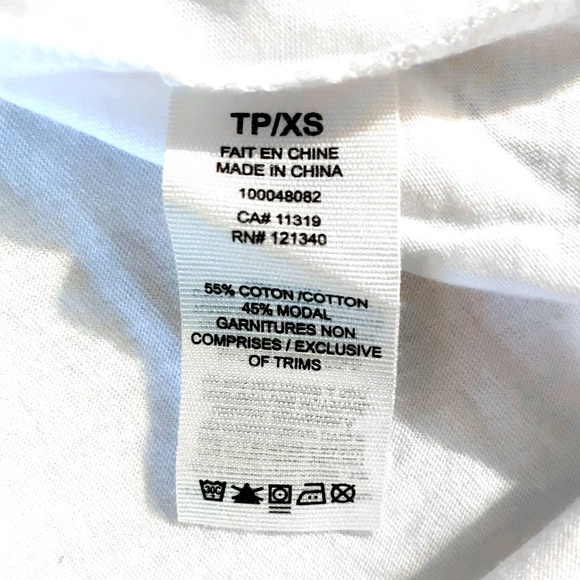 TP/XS
FAIT EN CHINE
MADE IN CHINA
100048082
CA# 11319
RN# 121340
55% COTON /COTTON
45% MODAL
GARNITURES NON
COMPRISES / EXCLUSIVE
OF TRIMS